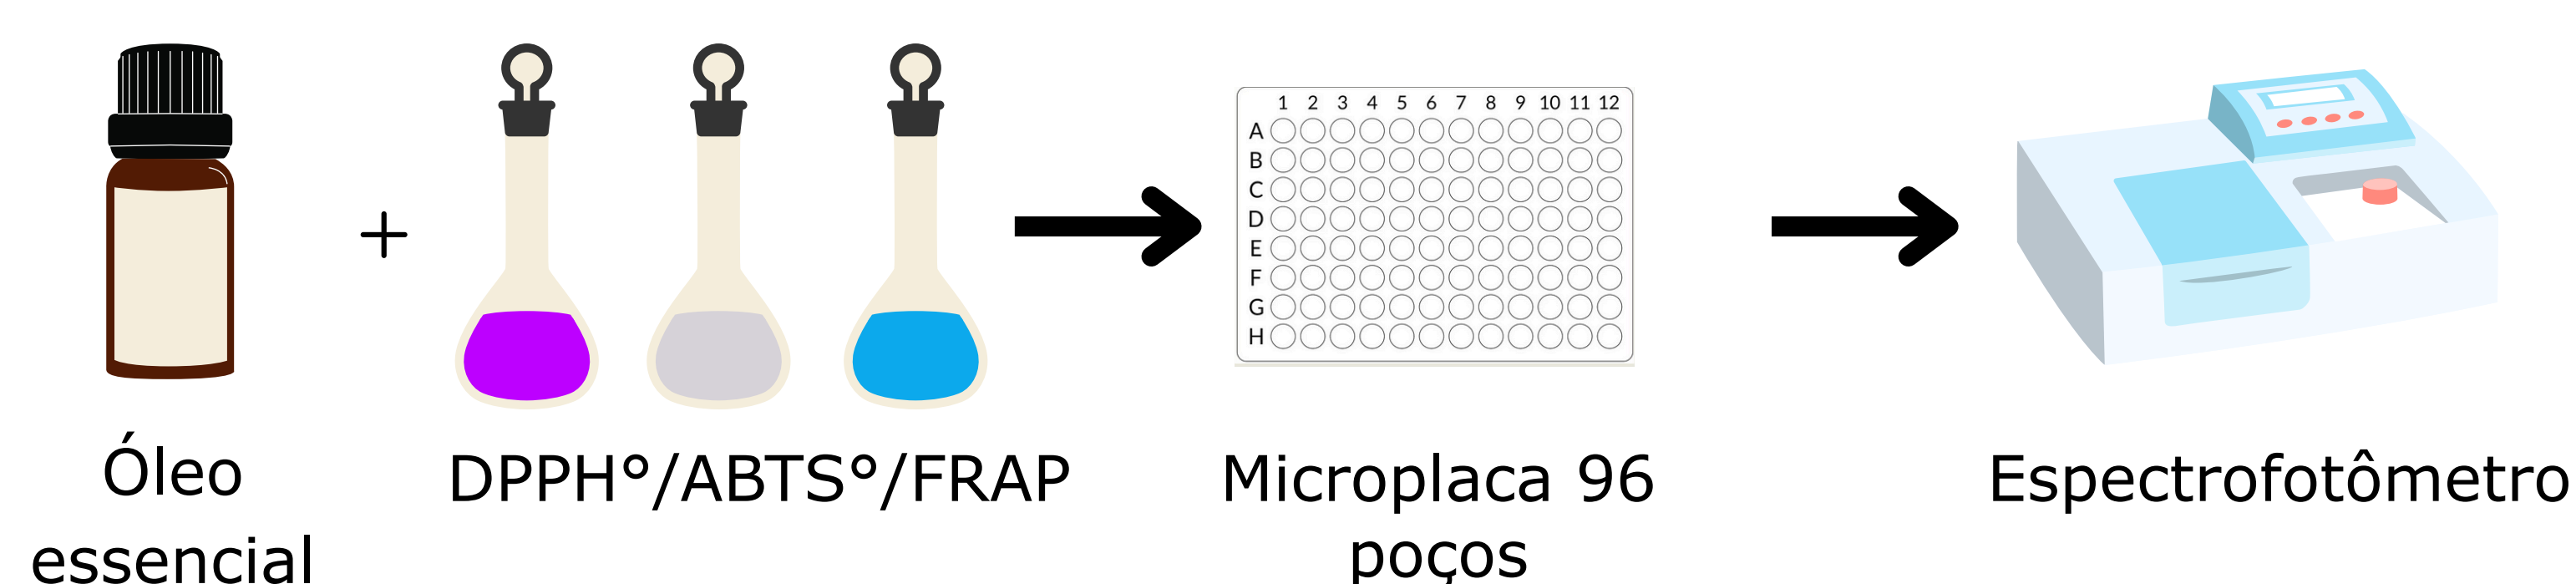 1 2 3 4 5 6 7 8 9 10 11 12
A
B
C
D
E
F
G
H
Óleo
essencial
DPPH°/ABTS°/FRAP
Microplaca 96
poços
Espectrofotômetro